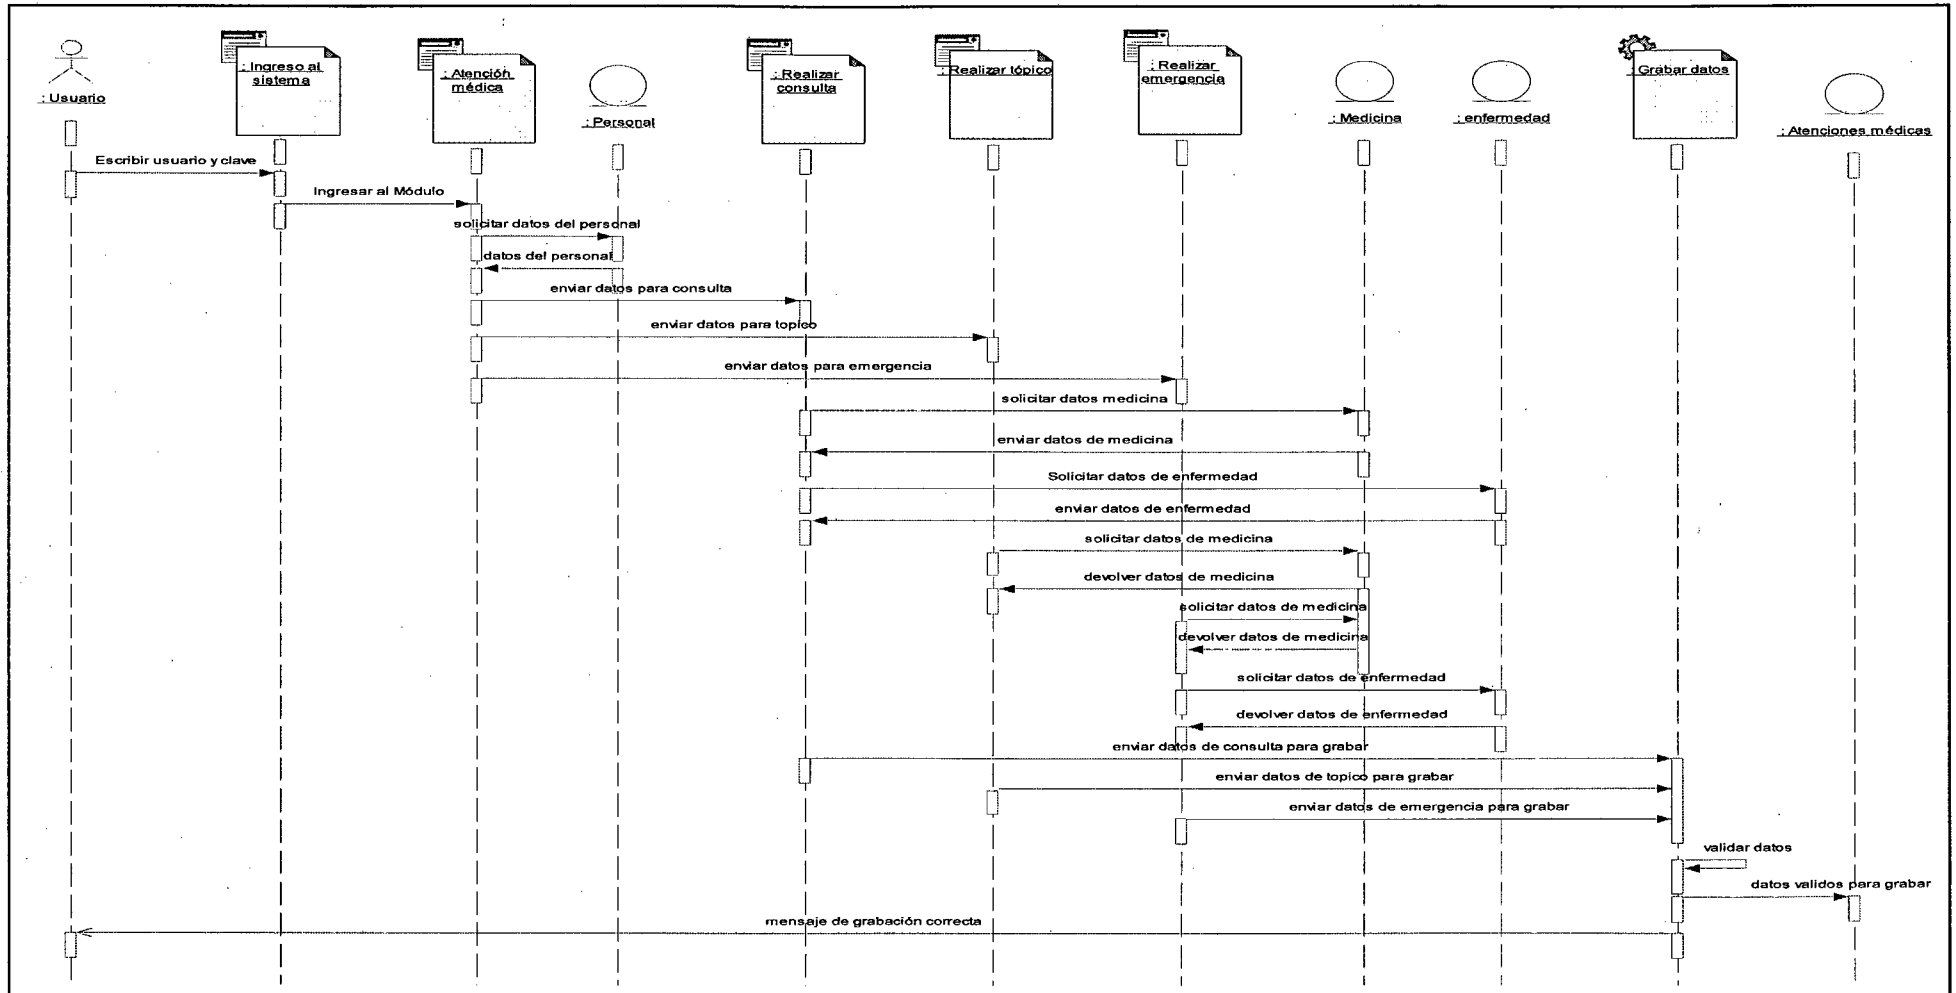 : Usuario
: Ingreso al
sistema
: Atención
médica
: Personal
: Realizar
consulta
: Realizar tópico
: Realizar
emergencia
: Medicina
: enfermedad
: Grabar datos
: Atenciones médicas
Escribir usuario y clave
Ingresar al Módulo
solicitar datos del personal
datos del personal
enviar datos para consulta
enviar datos para topico
enviar datos para emergencia
solicitar datos medicina
enviar datos de medicina
Solicitar datos de enfermedad
enviar datos de enfermedad
solicitar datos de medicina
devolver datos de medicina
solicitar datos de medicina
devolver datos de medicina
solicitar datos de enfermedad
devolver datos de enfermedad
enviar datos de consulta para grabar
enviar datos de topico para grabar
enviar datos de emergencia para grabar
validar datos
datos validos para grabar
mensaje de grabación correcta